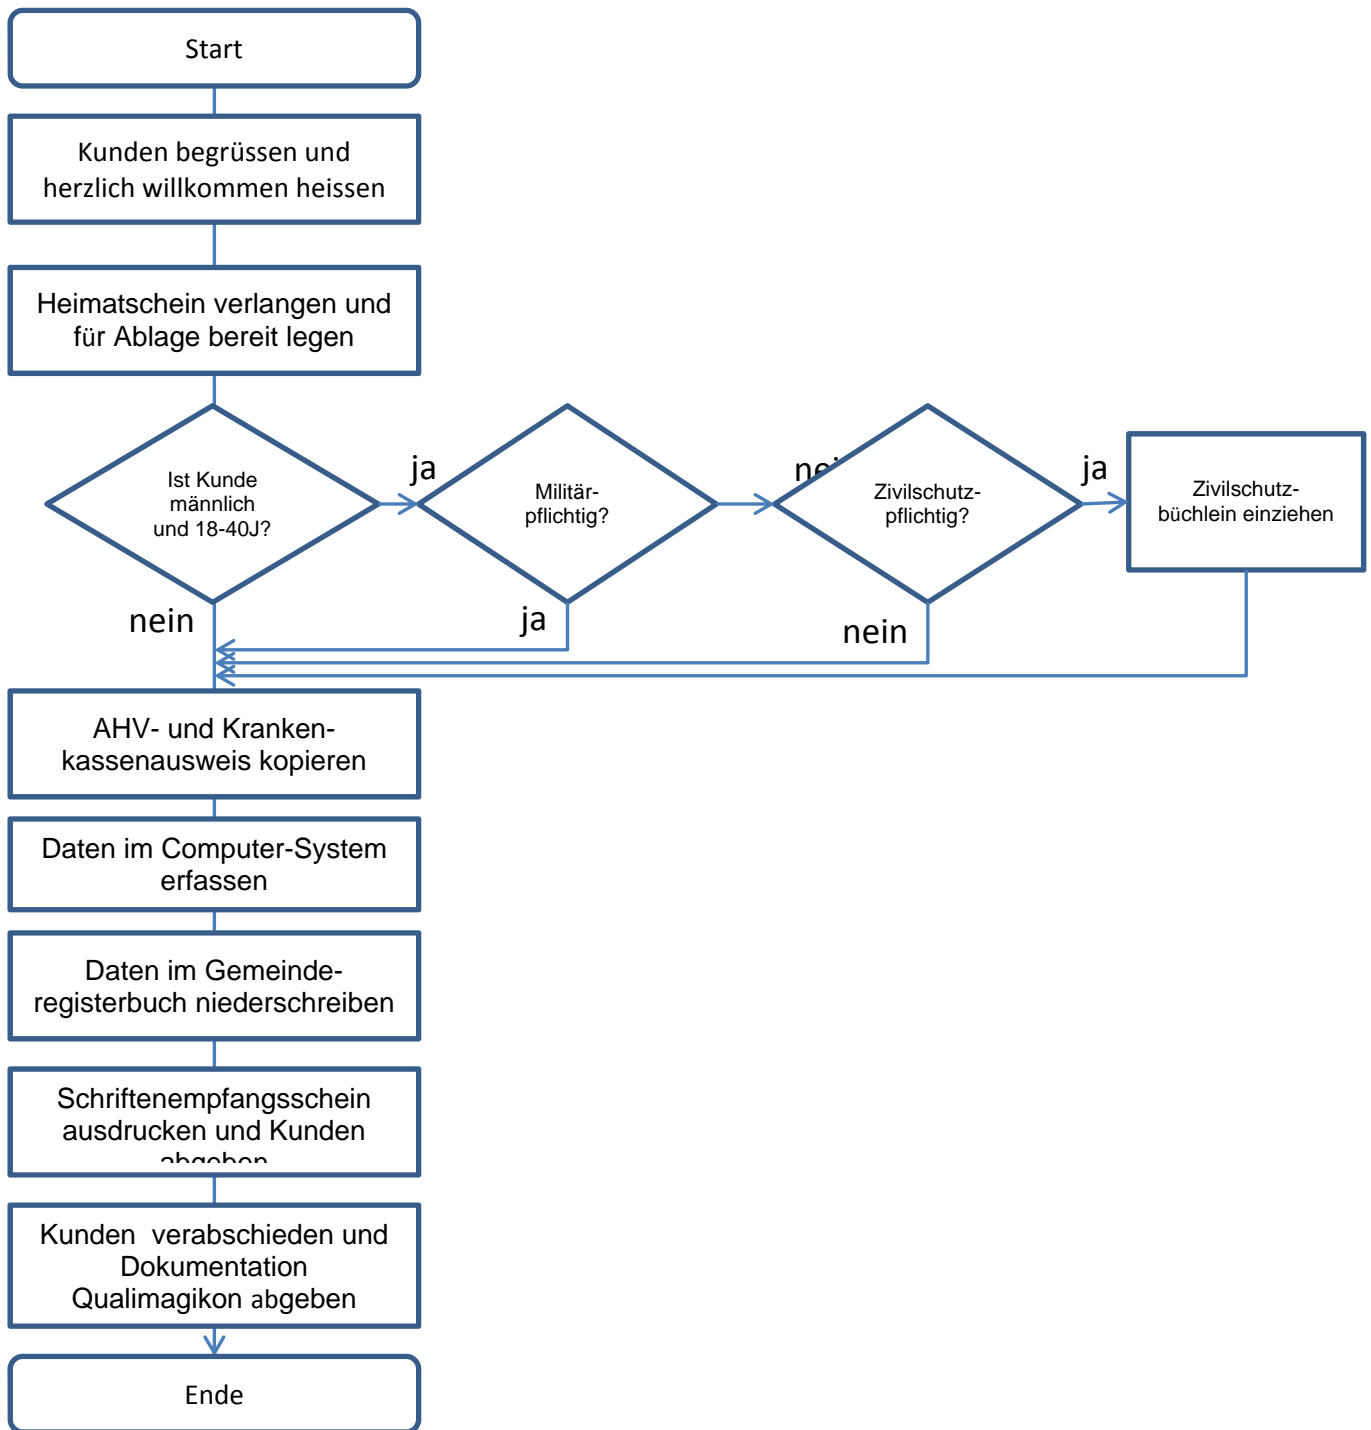 Start
Kunden begrüssen und
herzlich willkommen heissen
Heimatschein verlangen und
für Ablage bereit legen
Ist Kunde
männlich
und 18-40J?
ja
Militär-
pflichtig?
nein
Zivilschutz-
pflichtig?
ja
Zivilschutz-
büchlein einziehen
nein
ja
nein
AHV- und Kranken-
kassenausweis kopieren
Daten im Computer-System
erfassen
Daten im Gemeinde-
registerbuch niederschreiben
Schriftenempfangsschein
ausdrucken und Kunden
abgeben
Kunden verabschieden und
Dokumentation
Qualimagikon abgeben
Ende